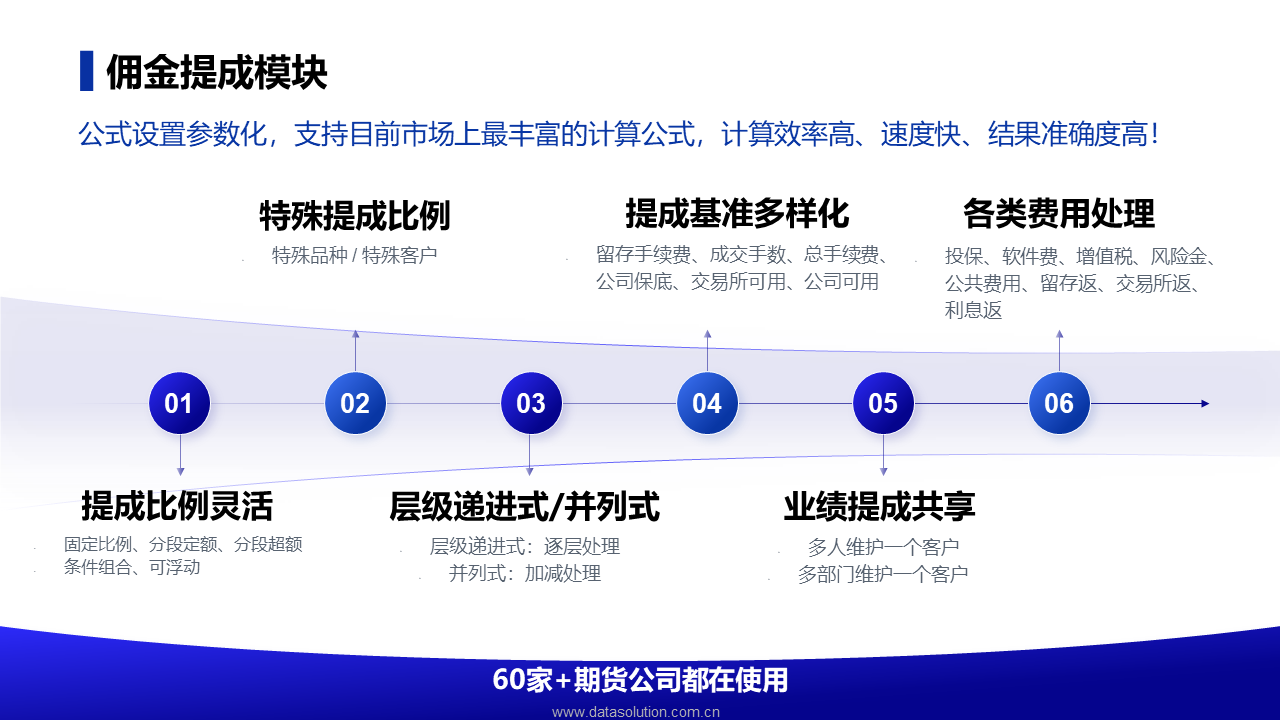 佣金提成模块
公式设置参数化，支持目前市场上最丰富的计算公式，计算效率高、速度快、结果准确度高！
特殊提成比例
特殊品种 / 特殊客户
提成基准多样化
留存手续费、成交手数、总手续费、
公司保底、交易所可用、公司可用
各类费用处理
投保、软件费、增值税、风险金、
公共费用、留存返、交易所返、
利息返
01
02
03
04
05
06
提成比例灵活
固定比例、分段定额、分段超额
条件组合、可浮动
层级递进式/并列式
层级递进式：逐层处理
并列式：加减处理
业绩提成共享
多人维护一个客户
多部门维护一个客户
60家+期货公司都在使用
www.datasolution.com.cn